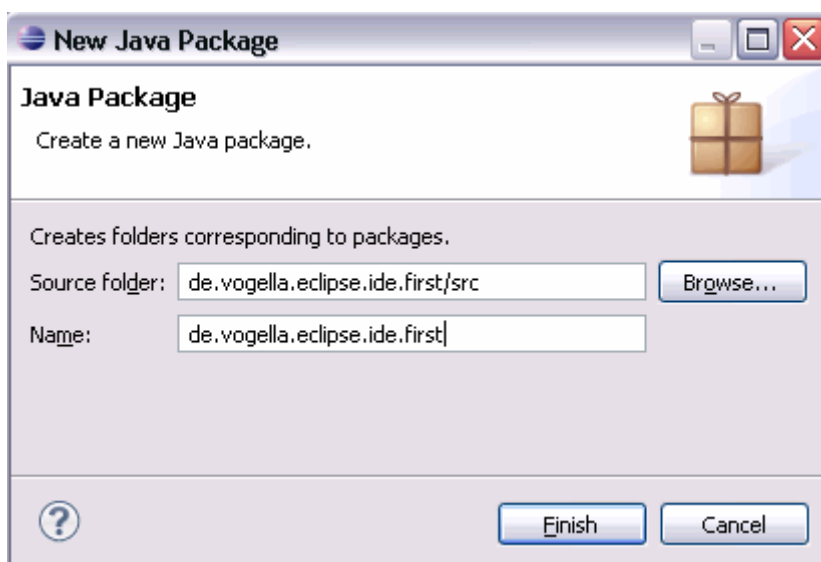 New Java Package
Java Package
Create a new Java package.
Creates folders corresponding to packages.
Source folder: de.vogella.eclipse.ide.first/src Browse...
Name: de.vogella.eclipse.ide.first
? Finish Cancel